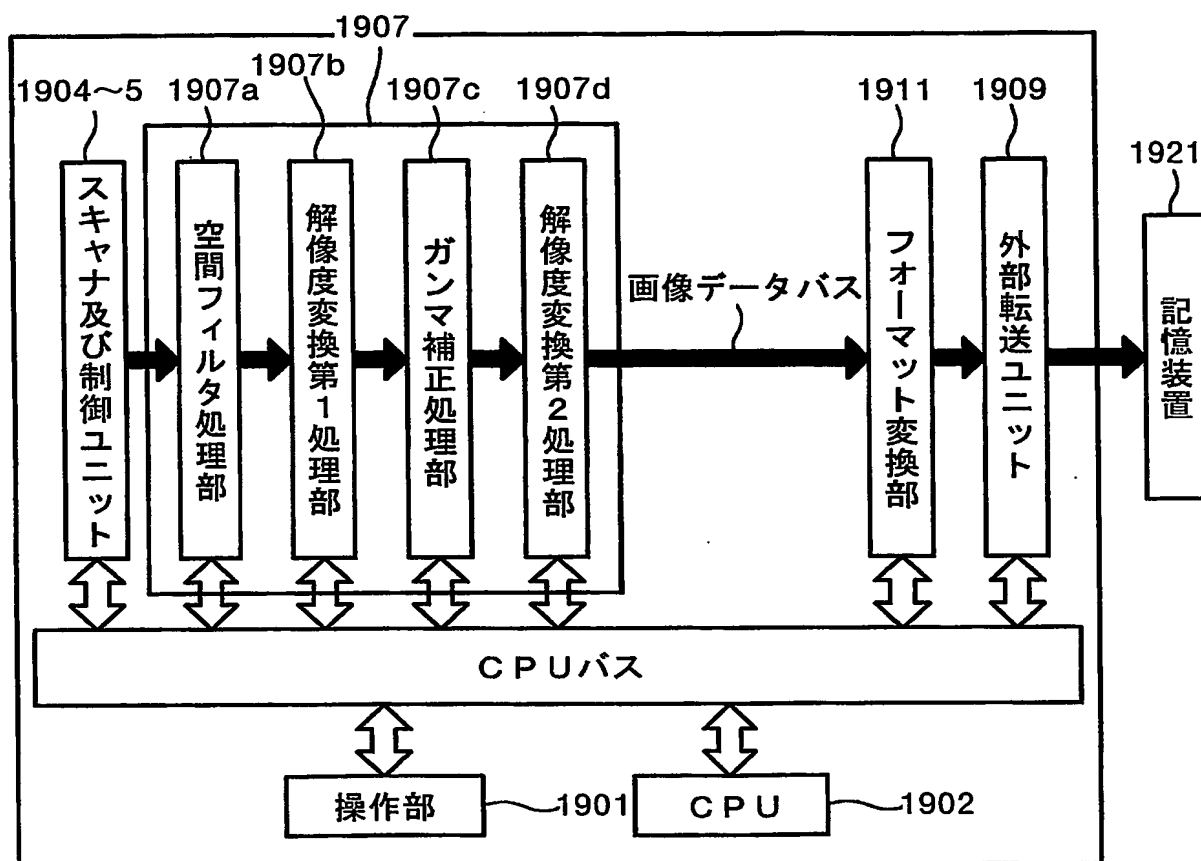 1907
1907b
1904～5
1907a
1907c
1907d
1911
1909
1921
スキャナ及び制御ユニット
空間フィルタ処理部
解像度変換第1処理部
ガンマ補正処理部
解像度変換第2処理部
画像データバス
フォーマット変換部
外部転送ユニット
記憶装置
CPUバス
操作部
1901
CPU
1902